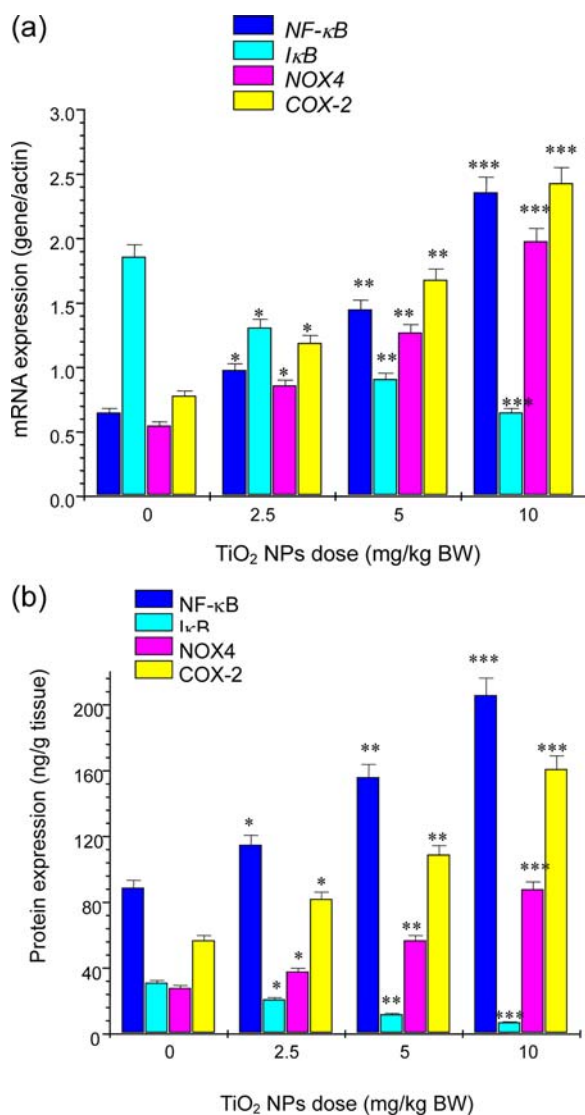 (a)
NF-κB
IκB
NOX4
COX-2
mRNA expression (gene/actin)
3.0
2.5
2.0
1.5
1.0
0.5
0.0
* * * *
** ** ** **
*** *** *** ***
0 2.5 5 10
TiO₂ NPs dose (mg/kg BW)
(b)
NF-κB
IκB
NOX4
COX-2
Protein expression (ng/g tissue)
200
160
120
80
40
0
* * * *
** ** ** **
*** *** *** ***
0 2.5 5 10
TiO₂ NPs dose (mg/kg BW)